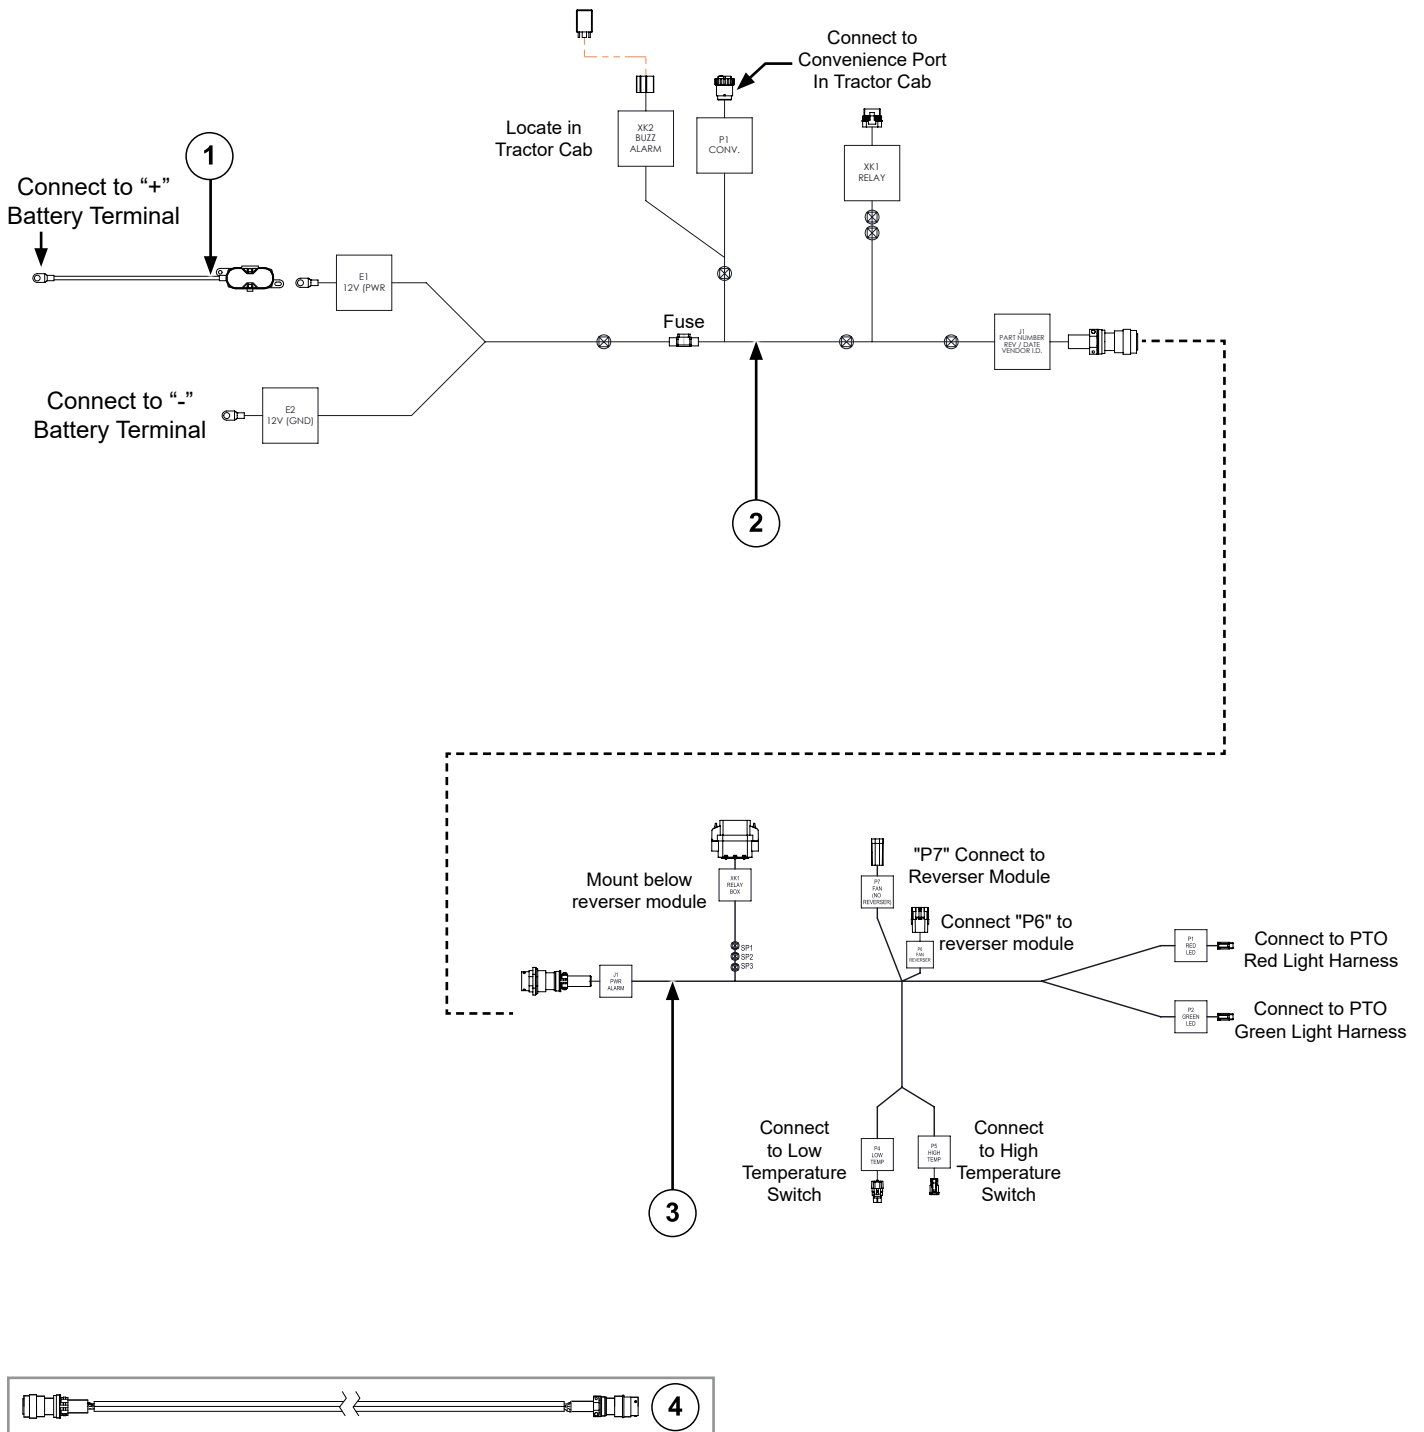 Connect to
Convenience Port
In Tractor Cab
Locate in
Tractor Cab
XK2
BUZZ
ALARM
P1
CONV.
XK1
RELAY
1
Connect to “+”
Battery Terminal
E1
12V (PWR
Fuse
J1
PART NUMBER
REV / DATE
VENDOR I.D.
Connect to “-”
Battery Terminal
E2
12V (GND)
2
Mount below
reverser module
XK1
RELAY
BOX
P7
FAN
(NO
REVERSER)
"P7" Connect to
Reverser Module
Connect "P6" to
reverser module
P6
FAN
REVERSER
SP1
SP2
SP3
J1
PWR
ALARM
P1
RED
LED
Connect to PTO
Red Light Harness
P2
GREEN
LED
Connect to PTO
Green Light Harness
3
Connect
to Low
Temperature
Switch
P4
LOW
TEMP
P5
HIGH
TEMP
Connect
to High
Temperature
Switch
4